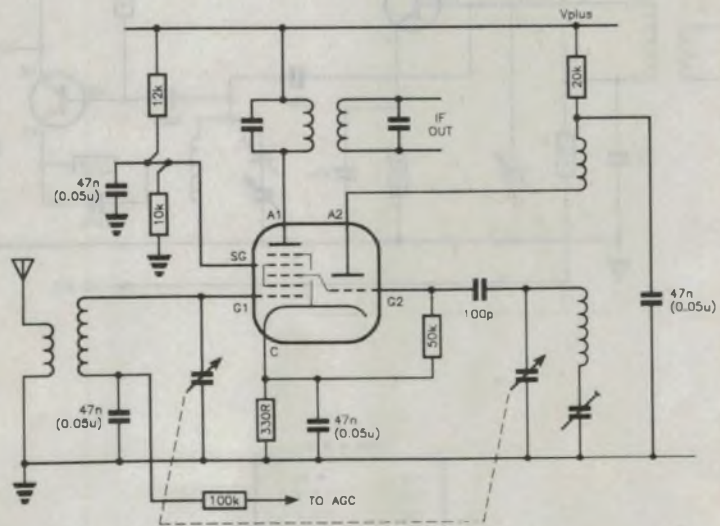 Vplus
12k
20k
IF
OUT
47n
(0.05u)
10k
A1
A2
SG
G1
G2
C
100p
50k
47n
(0.05u)
47n
(0.05u)
330R
47n
(0.05u)
100k
TO AGC